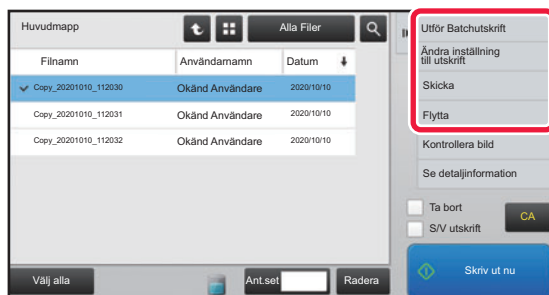 Huvudmapp
Alla Filer
Filnamn Användarnamn Datum
Copy_20201010_112030 Okänd Användare 2020/10/10
Copy_20201010_112031 Okänd Användare 2020/10/10
Copy_20201010_112032 Okänd Användare 2020/10/10
Välj alla
Ant.set
Radera
Utför Batchutskrift
Ändra inställning
till utskrift
Skicka
Flytta
Kontrollera bild
Se detaljinformation
Ta bort
S/V utskrift
CA
Skriv ut nu